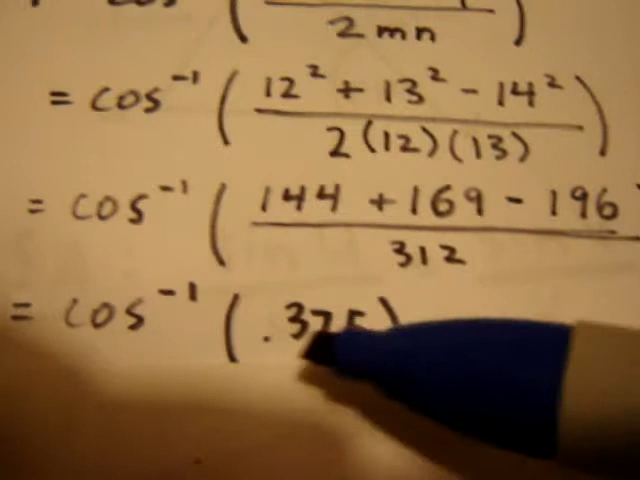 2mn
= cos⁻¹ ( 12² + 13² - 14² / 2(12)(13) )
= cos⁻¹ ( 144 + 169 - 196 / 312
= cos⁻¹ ( .375)